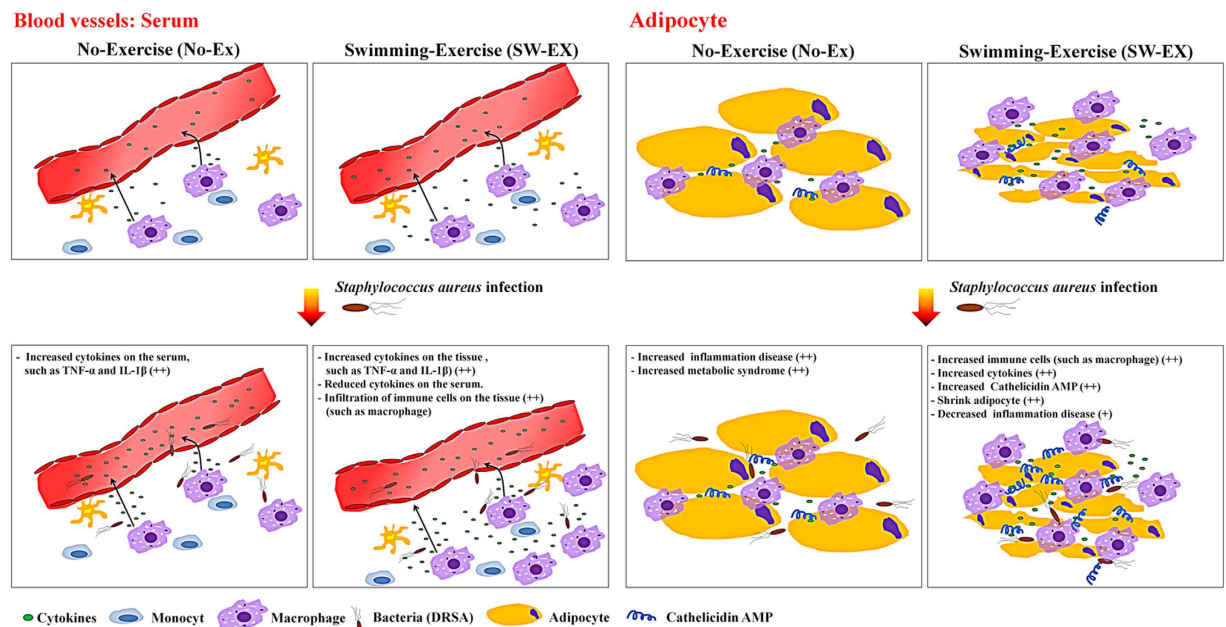 Blood vessels: Serum
Adipocyte
No-Exercise (No-Ex)
Swimming-Exercise (SW-EX)
No-Exercise (No-Ex)
Swimming-Exercise (SW-EX)
Staphylococcus aureus infection
Staphylococcus aureus infection
- Increased cytokines on the serum,
such as TNF-α and IL-1β (++)
- Increased cytokines on the tissue ,
such as TNF-α and IL-1β) (++)
- Reduced cytokines on the serum.
- Infiltration of immune cells on the tissue (++)
(such as macrophage)
- Increased inflammation disease (++)
- Increased metabolic syndrome (++)
- Increased immune cells (such as macrophage) (++)
- Increased cytokines (++)
- Increased Cathelicidin AMP (++)
- Shrink adipocyte (++)
- Decreased inflammation disease (+)
Cytokines
Monocyt
Macrophage
Bacteria (DRSA)
Adipocyte
Cathelicidin AMP